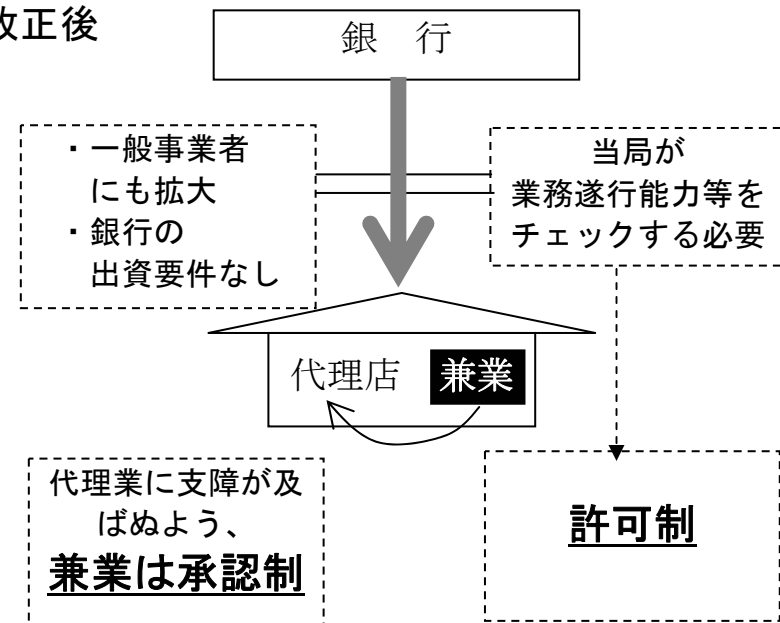 改正後
銀　行
・一般事業者
にも拡大
・銀行の
出資要件なし
当局が
業務遂行能力等を
チェックする必要
代理店
兼業
代理業に支障が及
ばぬよう、
兼業は承認制
許可制